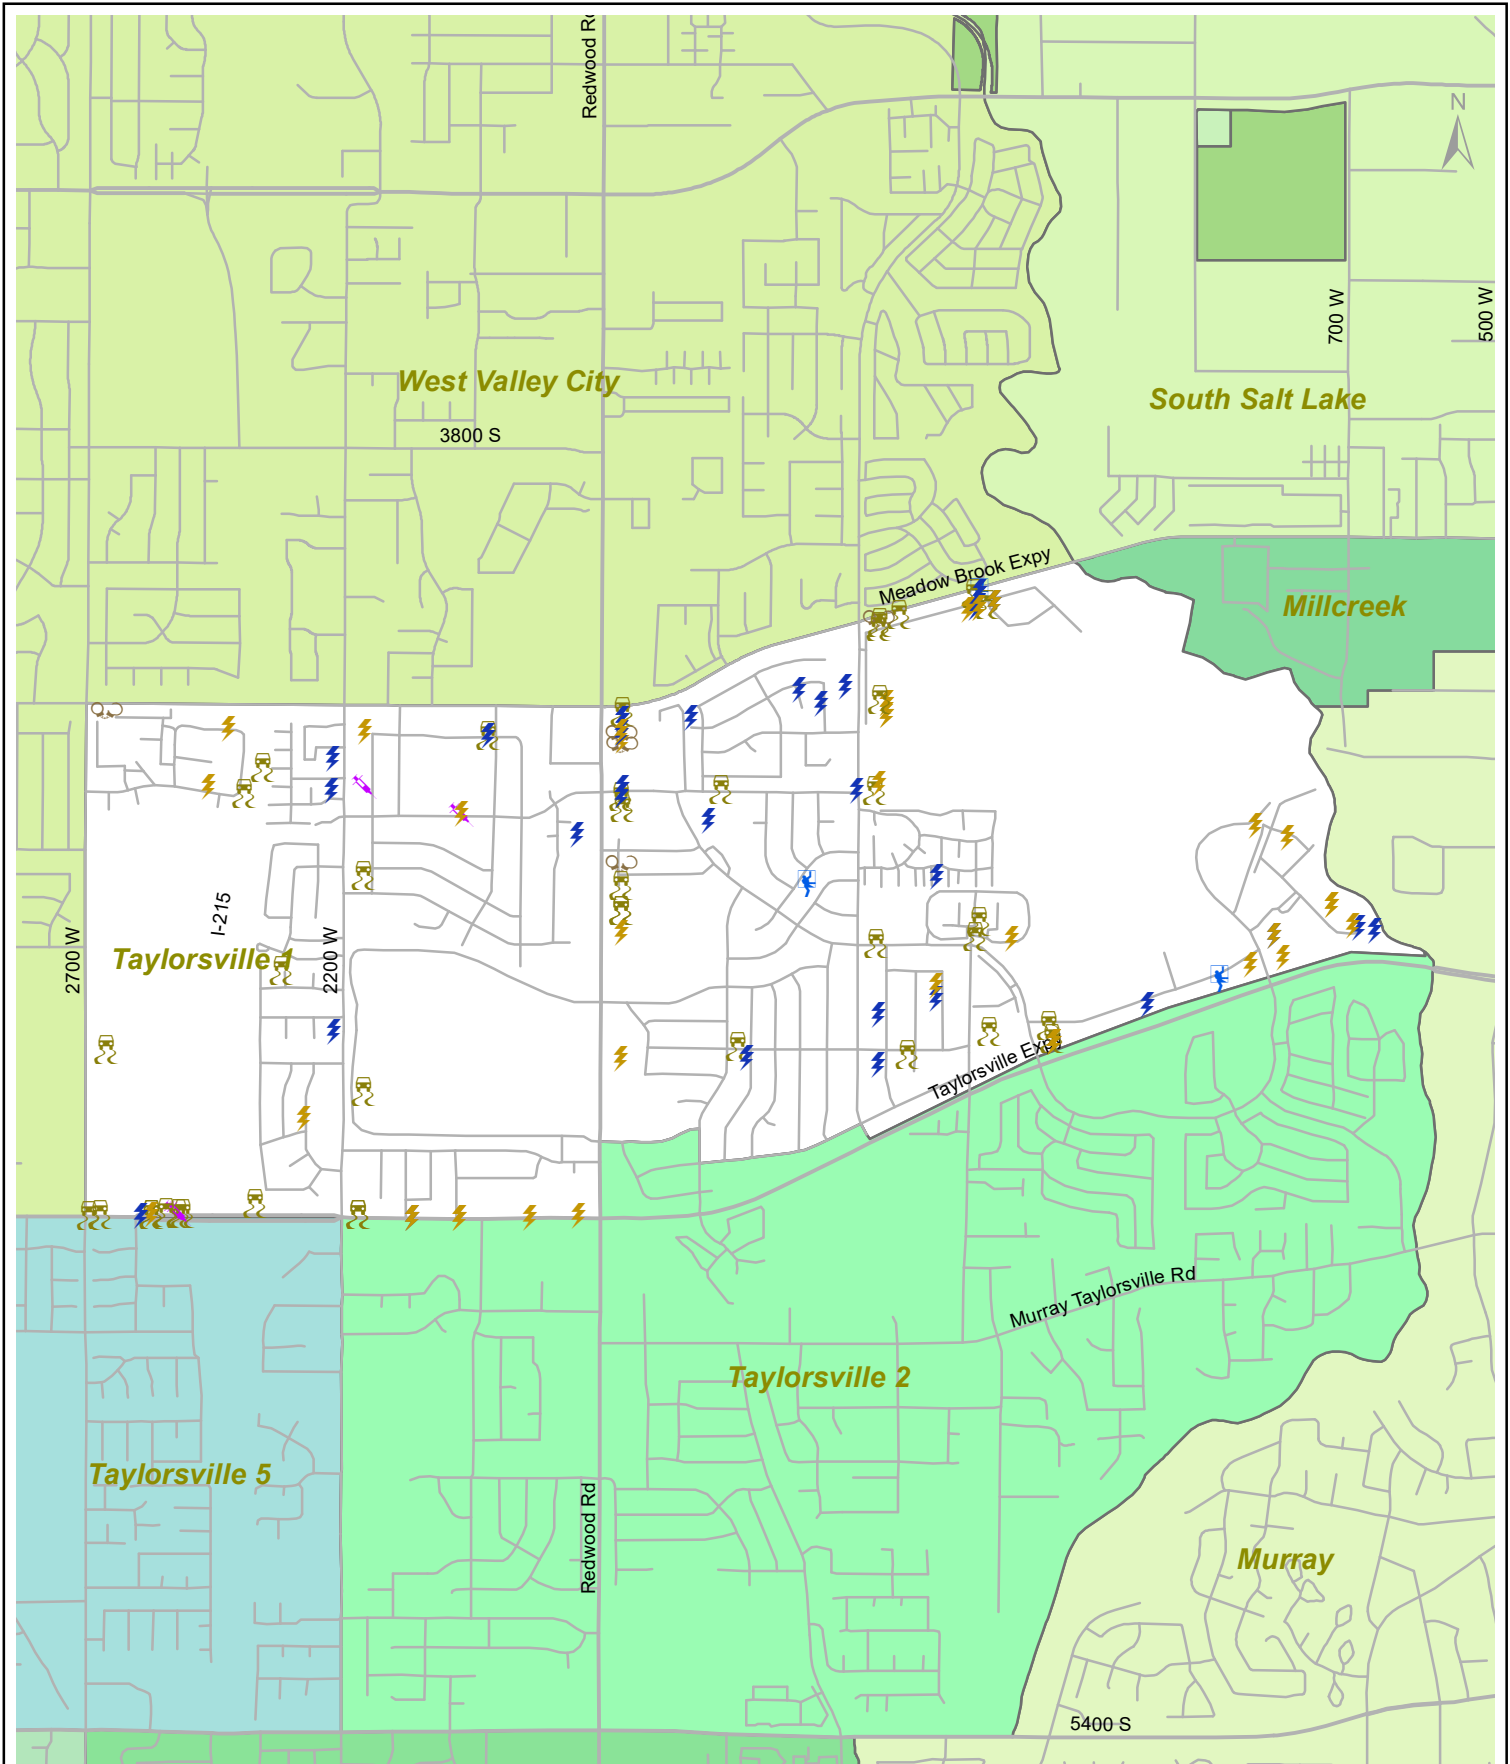 Redwood Rd
N
700 W
500 W
West Valley City
South Salt Lake
3800 S
Meadow Brook Expy
Millcreek
I-215
2700 W
Taylorsville 1
2200 W
Taylorsville Expy
Murray Taylorsville Rd
Taylorsville 2
Taylorsville 5
Redwood Rd
Murray
5400 S